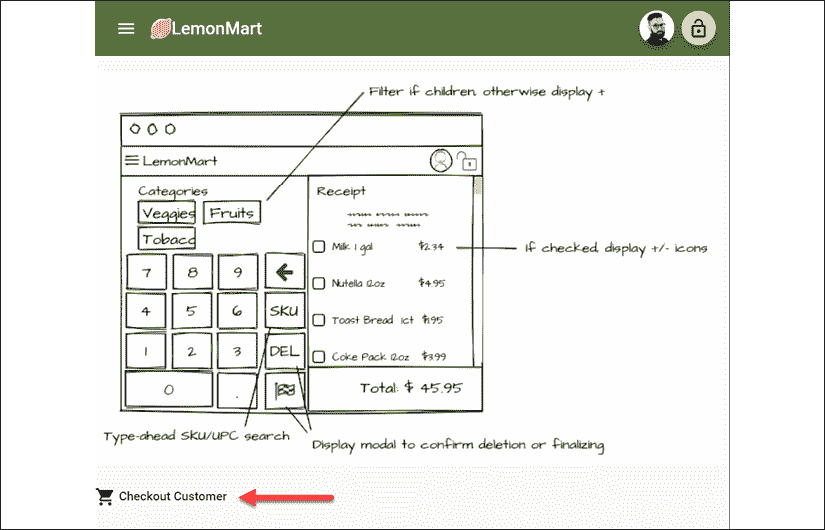 LemonMart
Filter if children, otherwise display +
LemonMart
Categories
Veggies Fruits
Tobacc
7 8 9
4 5 6 SKU
1 2 3 DEL
0 .
Receipt
Milk 1 gal $2.34
Nutella 12oz $4.95
Toast Bread 1ct $1.95
Coke Pack 12oz $3.99
Total: $ 45.95
If checked, display +/- icons
Type-ahead SKU/UPC search
Display modal to confirm deletion or finalizing
Checkout Customer